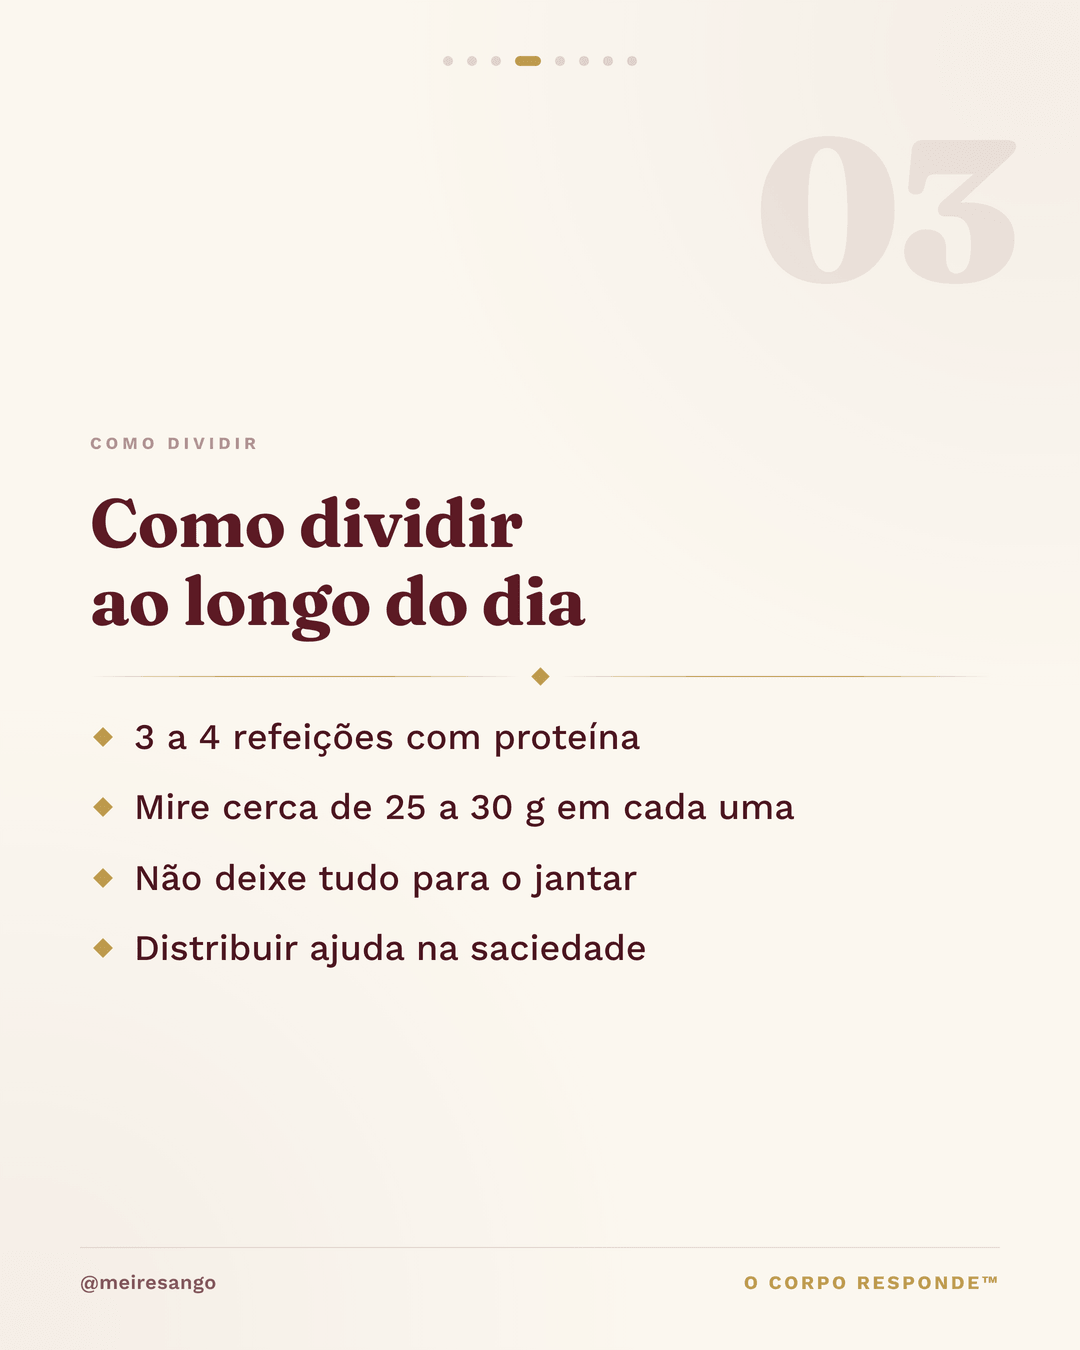 03
COMO DIVIDIR
Como dividir
ao longo do dia
3 a 4 refeições com proteína
Mire cerca de 25 a 30 g em cada uma
Não deixe tudo para o jantar
Distribuir ajuda na saciedade
@meiresango
O CORPO RESPONDE™